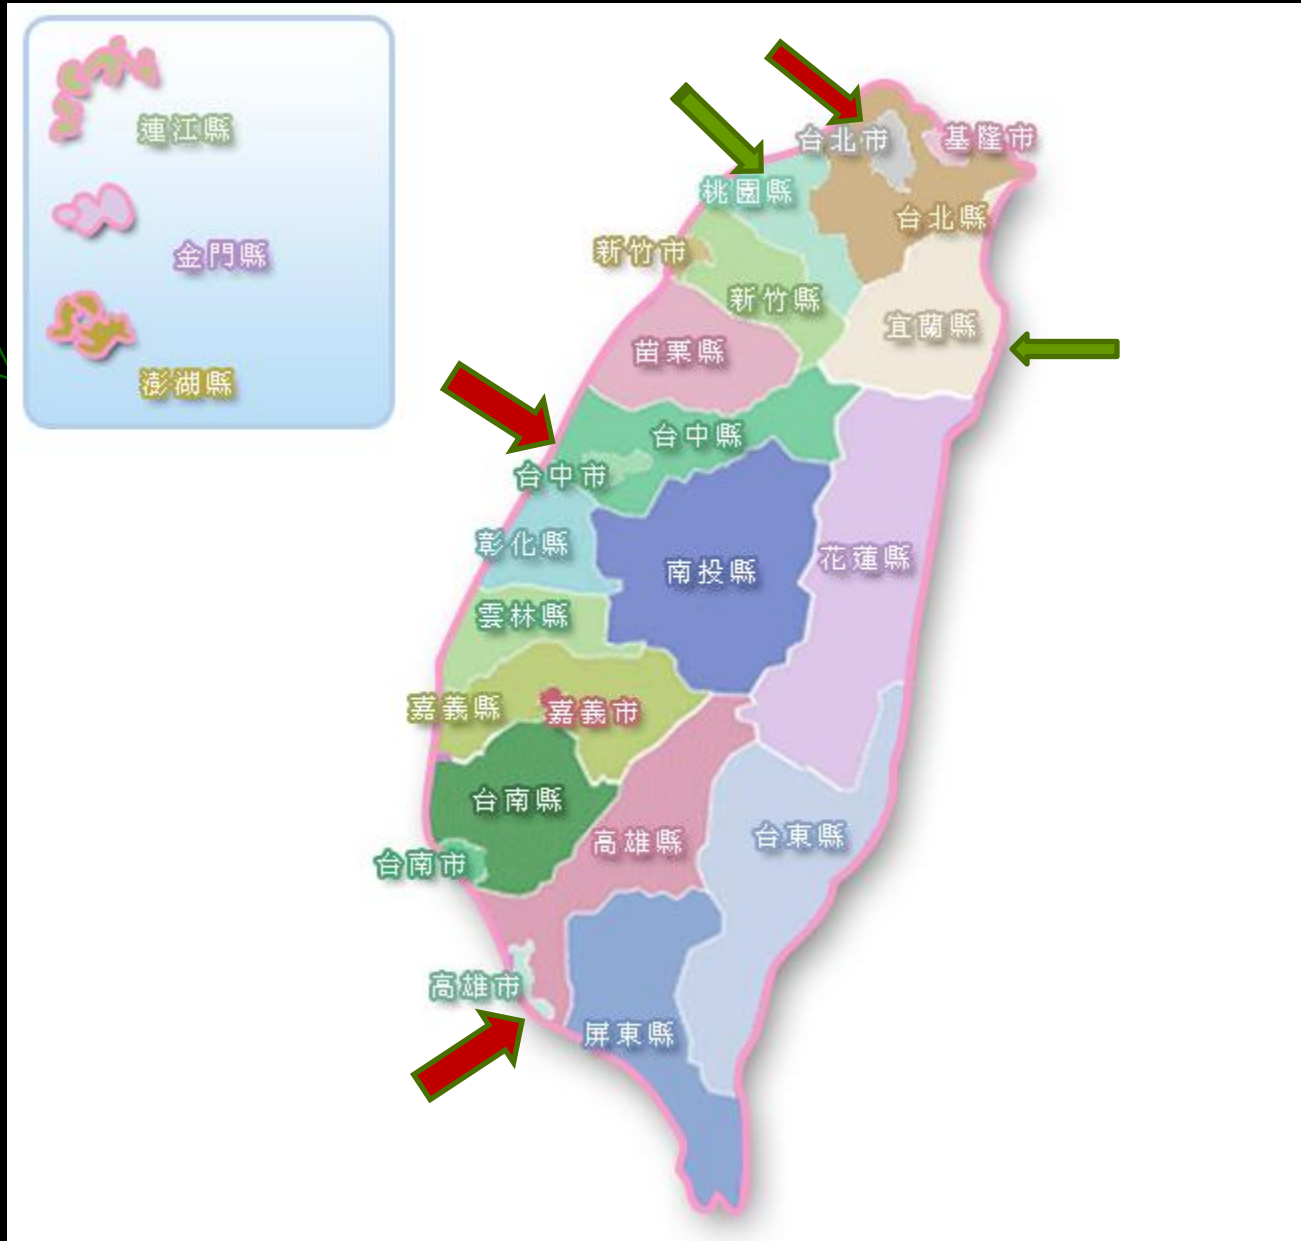 連江縣
金門縣
澎湖縣
台北市
基隆市
桃園縣
台北縣
新竹市
新竹縣
宜蘭縣
苗栗縣
台中縣
台中市
彰化縣
南投縣
花蓮縣
雲林縣
嘉義縣
嘉義市
台南縣
高雄縣
台東縣
台南市
高雄市
屏東縣